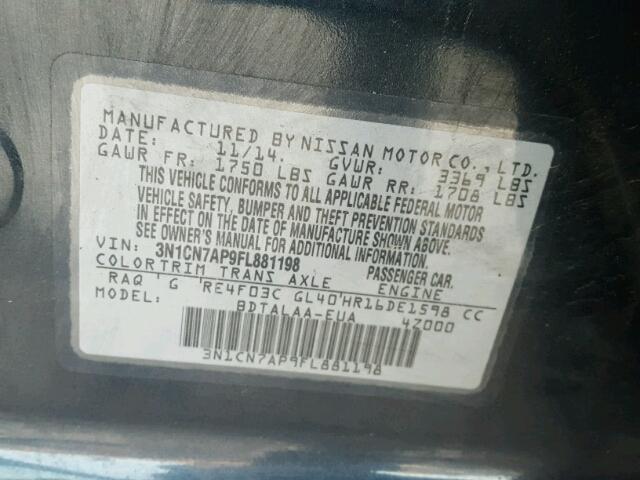 MANUFACTURED BY NISSAN MOTOR CO., LTD.
DATE: 11/14. GVWR: 3369 LBS
GAWR FR: 1750 LBS GAWR RR: 1708 LBS
THIS VEHICLE CONFORMS TO ALL APPLICABLE FEDERAL MOTOR
VEHICLE SAFETY, BUMPER AND THEFT PREVENTION STANDARDS
IN EFFECT ON THE DATE OF MANUFACTURE SHOWN ABOVE.
SEE OWNER'S MANUAL FOR ADDITIONAL INFORMATION.
VIN: 3N1CN7AP9FL881198 PASSENGER CAR.
COLOR TRIM TRANS AXLE ENGINE
RAQ G RE4F03C GL40 HR16DE1598 CC
MODEL: BDTALAA-EUA 4Z000
3N1CN7AP9FL881198